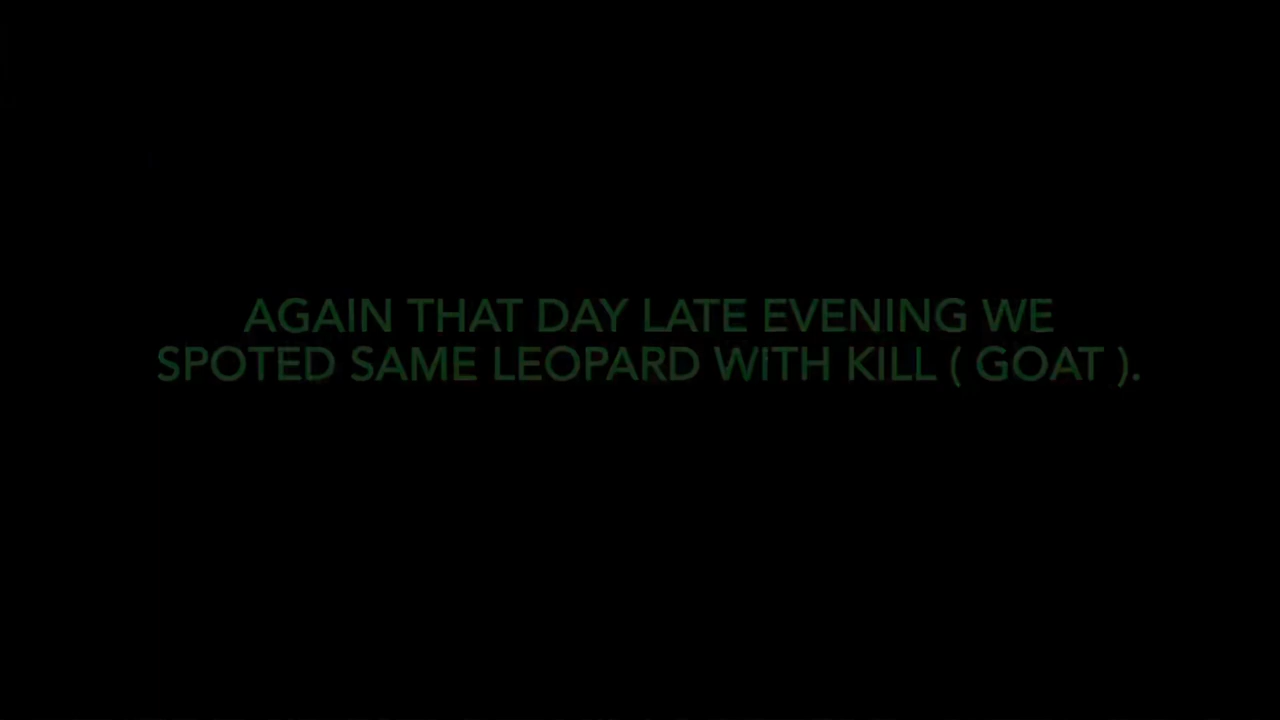 AGAIN THAT DAY LATE EVENING WE
SPOTED SAME LEOPARD WITH KILL ( GOAT ).